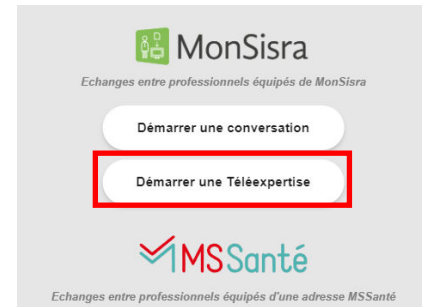 MonSisra
Echanges entre professionnels équipés de MonSisra
Démarrer une conversation
Démarrer une Téléexpertise
MSSanté
Echanges entre professionnels équipés d'une adresse MSSanté